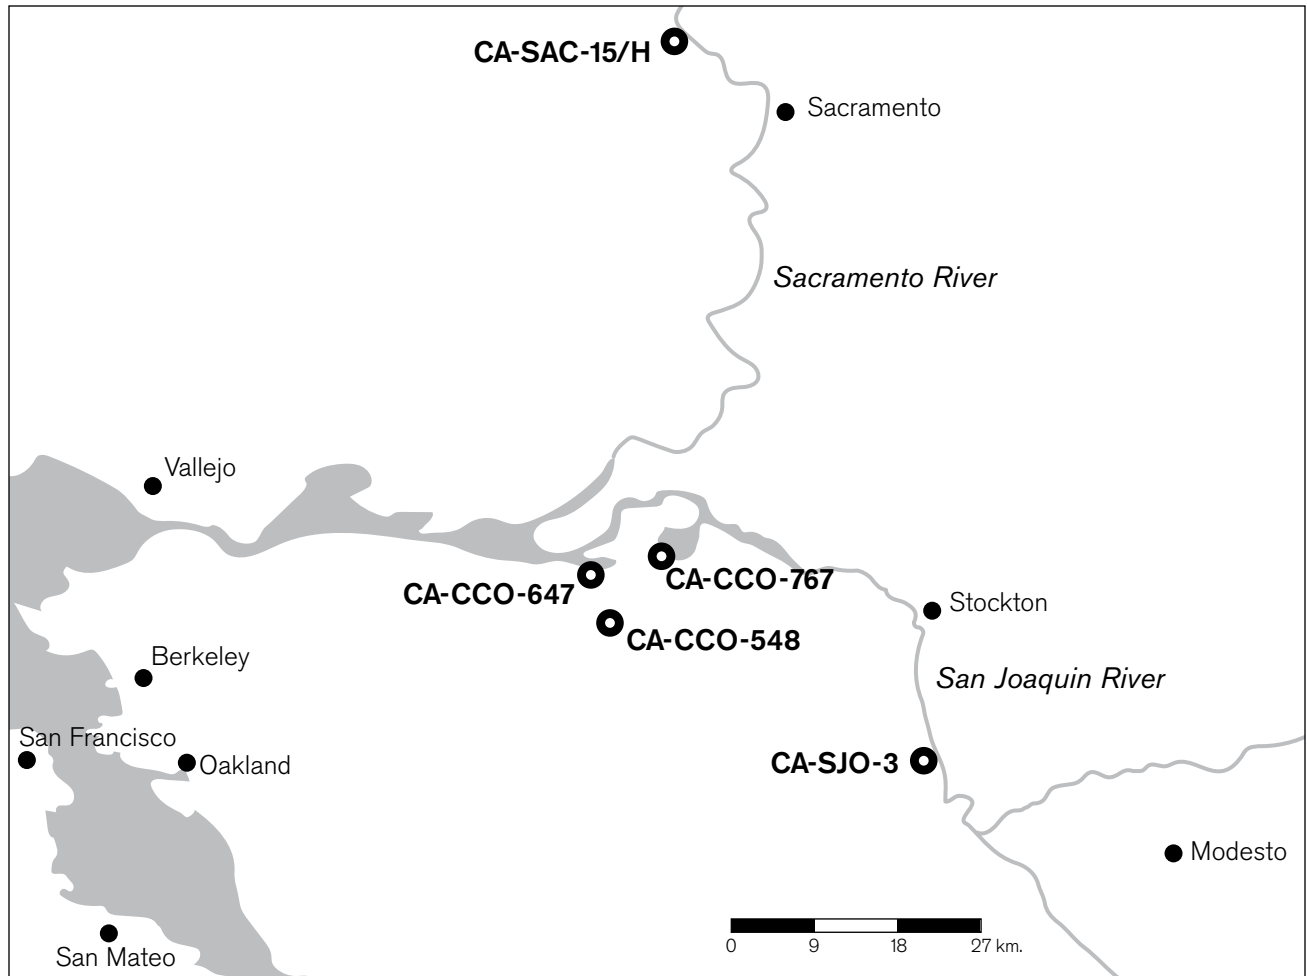 CA-SAC-15/H
Sacramento
Sacramento River
Vallejo
CA-CCO-767
CA-CCO-647
Stockton
CA-CCO-548
Berkeley
San Joaquin River
San Francisco
Oakland
CA-SJO-3
Modesto
0 9 18 27 km.
San Mateo